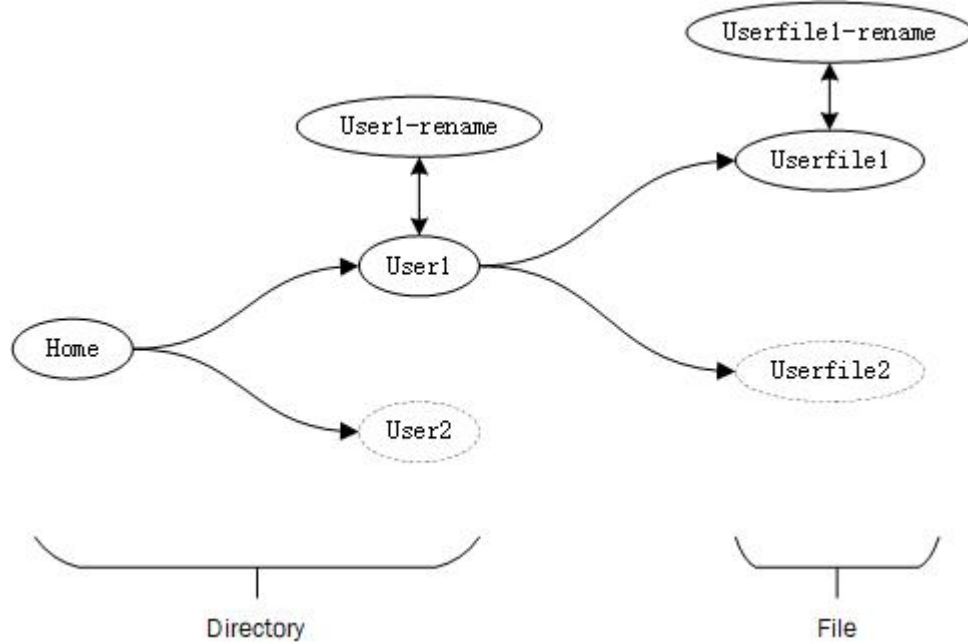 Userfile1-rename
User1-rename
Userfile1
User1
Home
Userfile2
User2
Directory
File